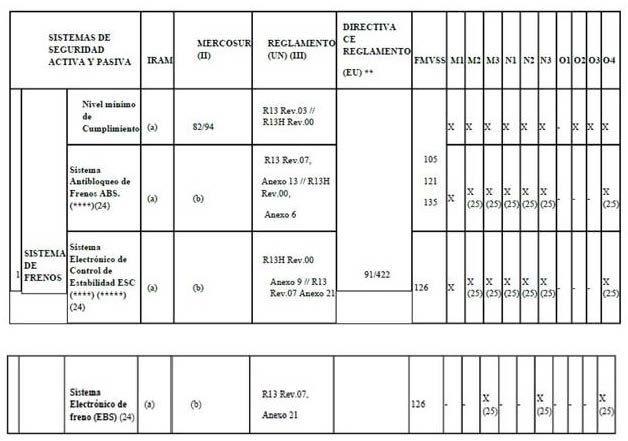 SISTEMAS DE
SEGURIDAD
ACTIVA Y PASIVA
IRAM
MERCOSUR
(II)
REGLAMENTO
(UN) (III)
DIRECTIVA
CE
REGLAMENTO
(EU) **
FMVSS M1 M2 M3 N1 N2 N3 O1 O2 O3 O4
1
SISTEMA
DE
FRENOS
Nivel mínimo
de
Cumplimiento
(a)
82/94
R13 Rev.03 //
R13H Rev.00
X X X X X X - X X X
Sistema
Antibloqueo de
Frenos ABS.
(****)(24)
(a)
(b)
R13 Rev.07,
Anexo 13 // R13H
Rev.00,
Anexo 6
105
121
135
X X X X X X - - - X
(25) (25) (25) (25) (25) (25)
Sistema
Electrónico de
Control de
Estabilidad ESC
(****) (*****)
(24)
(a)
(b)
R13H Rev.00
Anexo 9 // R13
Rev.07 Anexo 21
91/422
126
X X X X X X - - - X
(25) (25) (25) (25) (25) (25)
Sistema
Electrónico de
freno (EBS) (24)
(a)
(b)
R13 Rev.07,
Anexo 21
126
- - X - - X - - - X
(25) (25) (25)